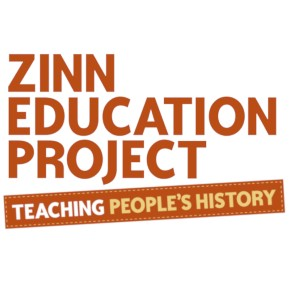 ZINN
EDUCATION
PROJECT
TEACHING PEOPLE'S HISTORY